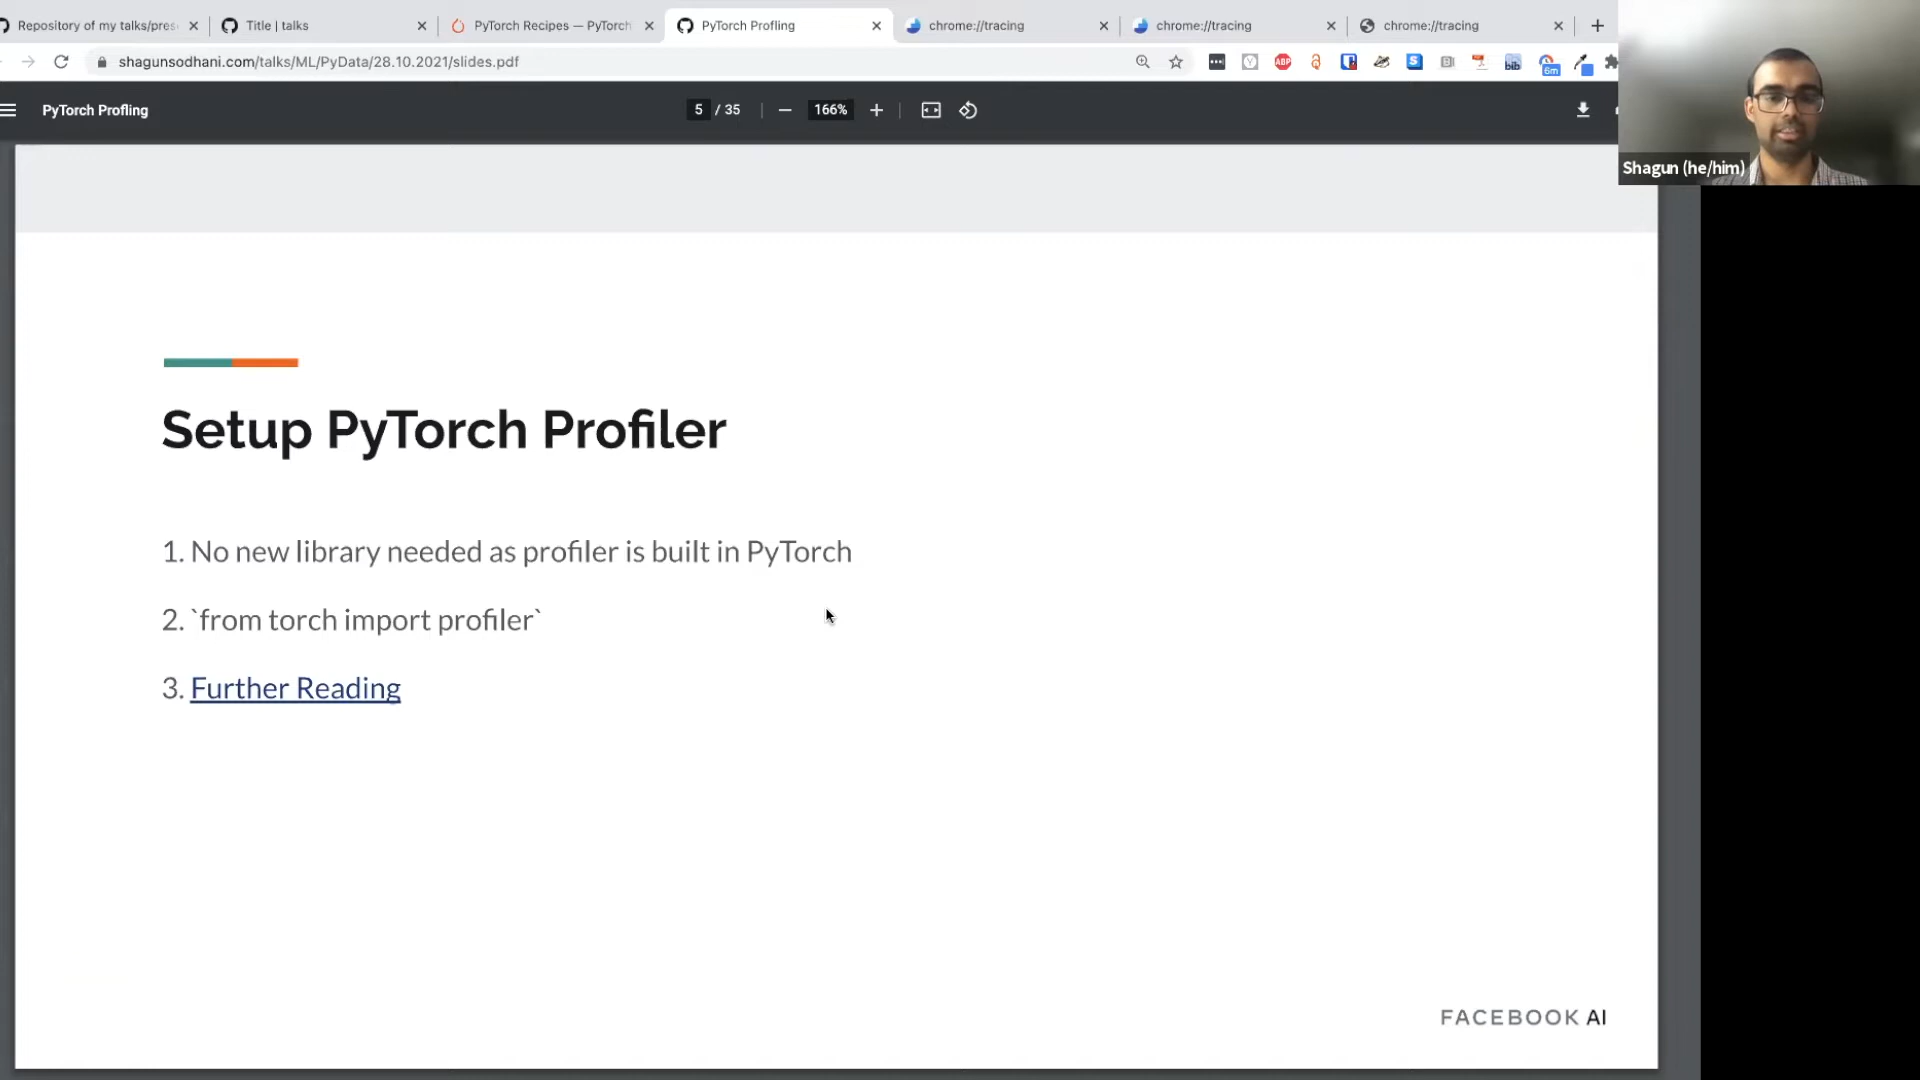 Repository of my talks/pres
Title | talks
PyTorch Recipes — PyTorch
PyTorch Profling
chrome://tracing
chrome://tracing
chrome://tracing
shagunsodhani.com/talks/ML/PyData/28.10.2021/slides.pdf
ABP
S
bib
6m
PyTorch Profling
5 / 35
166%
Shagun (he/him)
Setup PyTorch Profiler
1. No new library needed as profiler is built in PyTorch
2. `from torch import profiler`
3. Further Reading
FACEBOOK AI